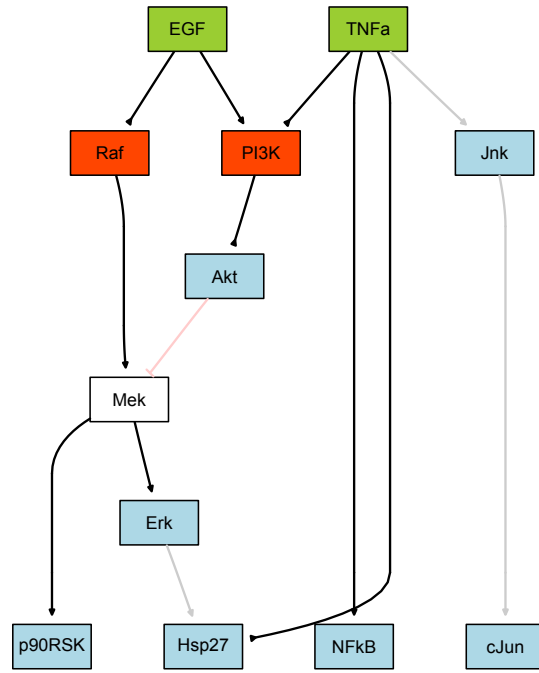 EGF
TNFa
Raf
PI3K
Jnk
Akt
Mek
Erk
p90RSK
Hsp27
NFkB
cJun